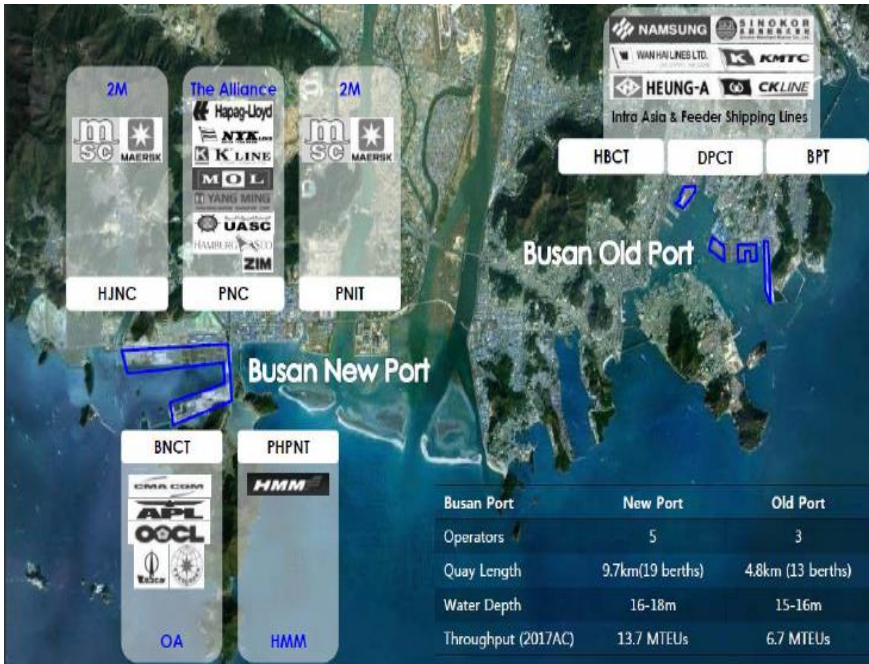 2M
MSC
MAERSK
HJNC
The Alliance
Hapag-Lloyd
NYK LINE
K LINE
MOL
YANG MING
UASC
HAMBURG SÜD
ZIM
PNC
2M
MSC
MAERSK
PNIT
NAMSUNG
SINOKOR
WAN HAI LINES LTD.
KMTC
HEUNG-A
CK LINE
Intra Asia & Feeder Shipping Lines
HBCT
DPCT
BPT
Busan Old Port
Busan New Port
BNCT
CMA CGM
APL
OOCL
OA
PHPNT
HMM
HMM
Busan Port New Port Old Port
Operators 5 3
Quay Length 9.7km(19 berths) 4.8km (13 berths)
Water Depth 16-18m 15-16m
Throughput (2017AC) 13.7 MTEUs 6.7 MTEUs